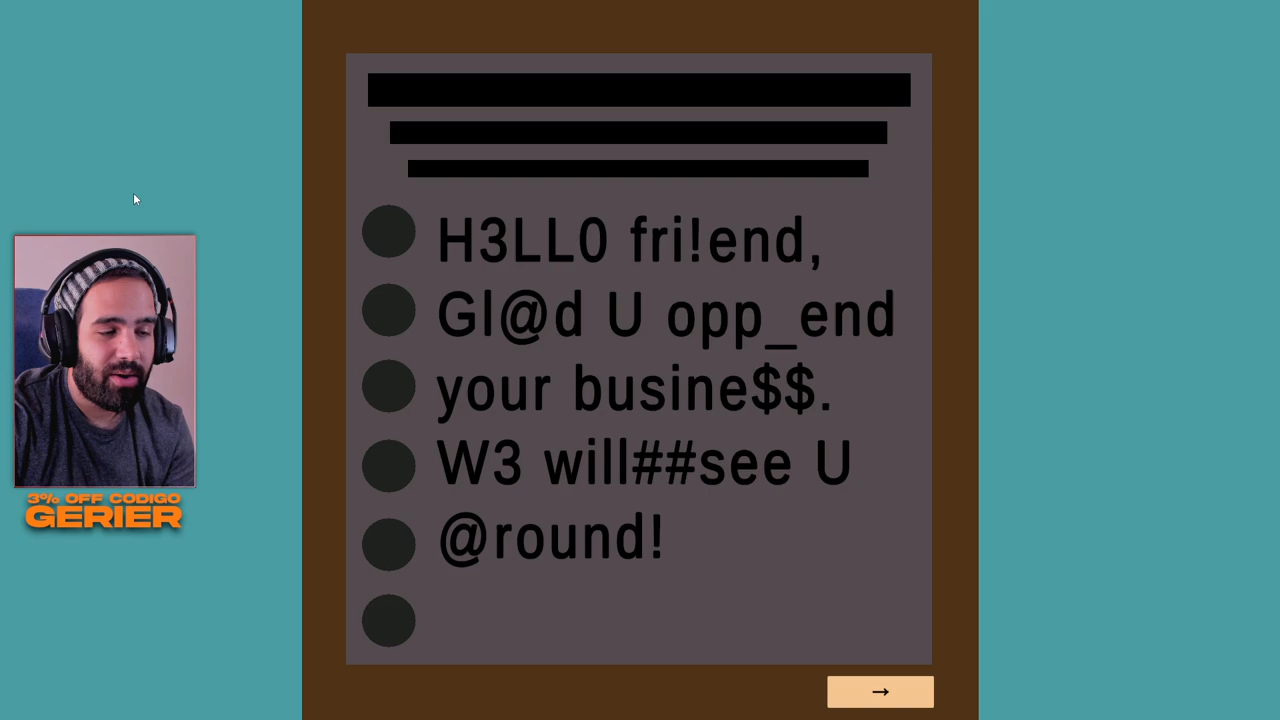 H3LL0 fri!end,
Gl@d U opp_end
your busine$$.
W3 will##see U
@round!
→
3% OFF CODIGO
GERIER